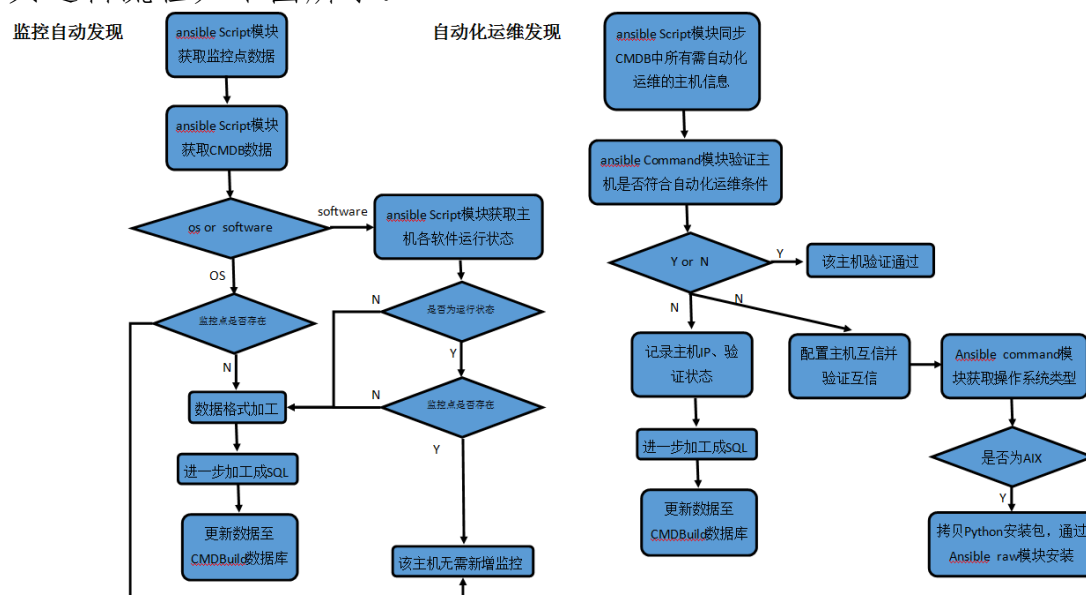 监控自动发现
ansible Script模块
获取监控点数据
ansible Script模块
获取CMDB数据
os or software
software
OS
ansible Script模块获取主
机各软件运行状态
监控点是否存在
N
是否为运行状态
N
Y
监控点是否存在
N
Y
数据格式加工
进一步加工成SQL
更新数据至
CMDBuild数据库
该主机无需新增监控
自动化运维发现
ansible Script模块同步
CMDB中所有需自动化
运维的主机信息
ansible Command模块验证主
机是否符合自动化运维条件
Y or N
Y
该主机验证通过
N
N
记录主机IP、验
证状态
进一步加工成SQL
更新数据至
CMDBuild数据库
配置主机互信并
验证互信
Ansible command模
块获取操作系统类型
是否为AIX
Y
拷贝Python安装包，通过
Ansible raw模块安装